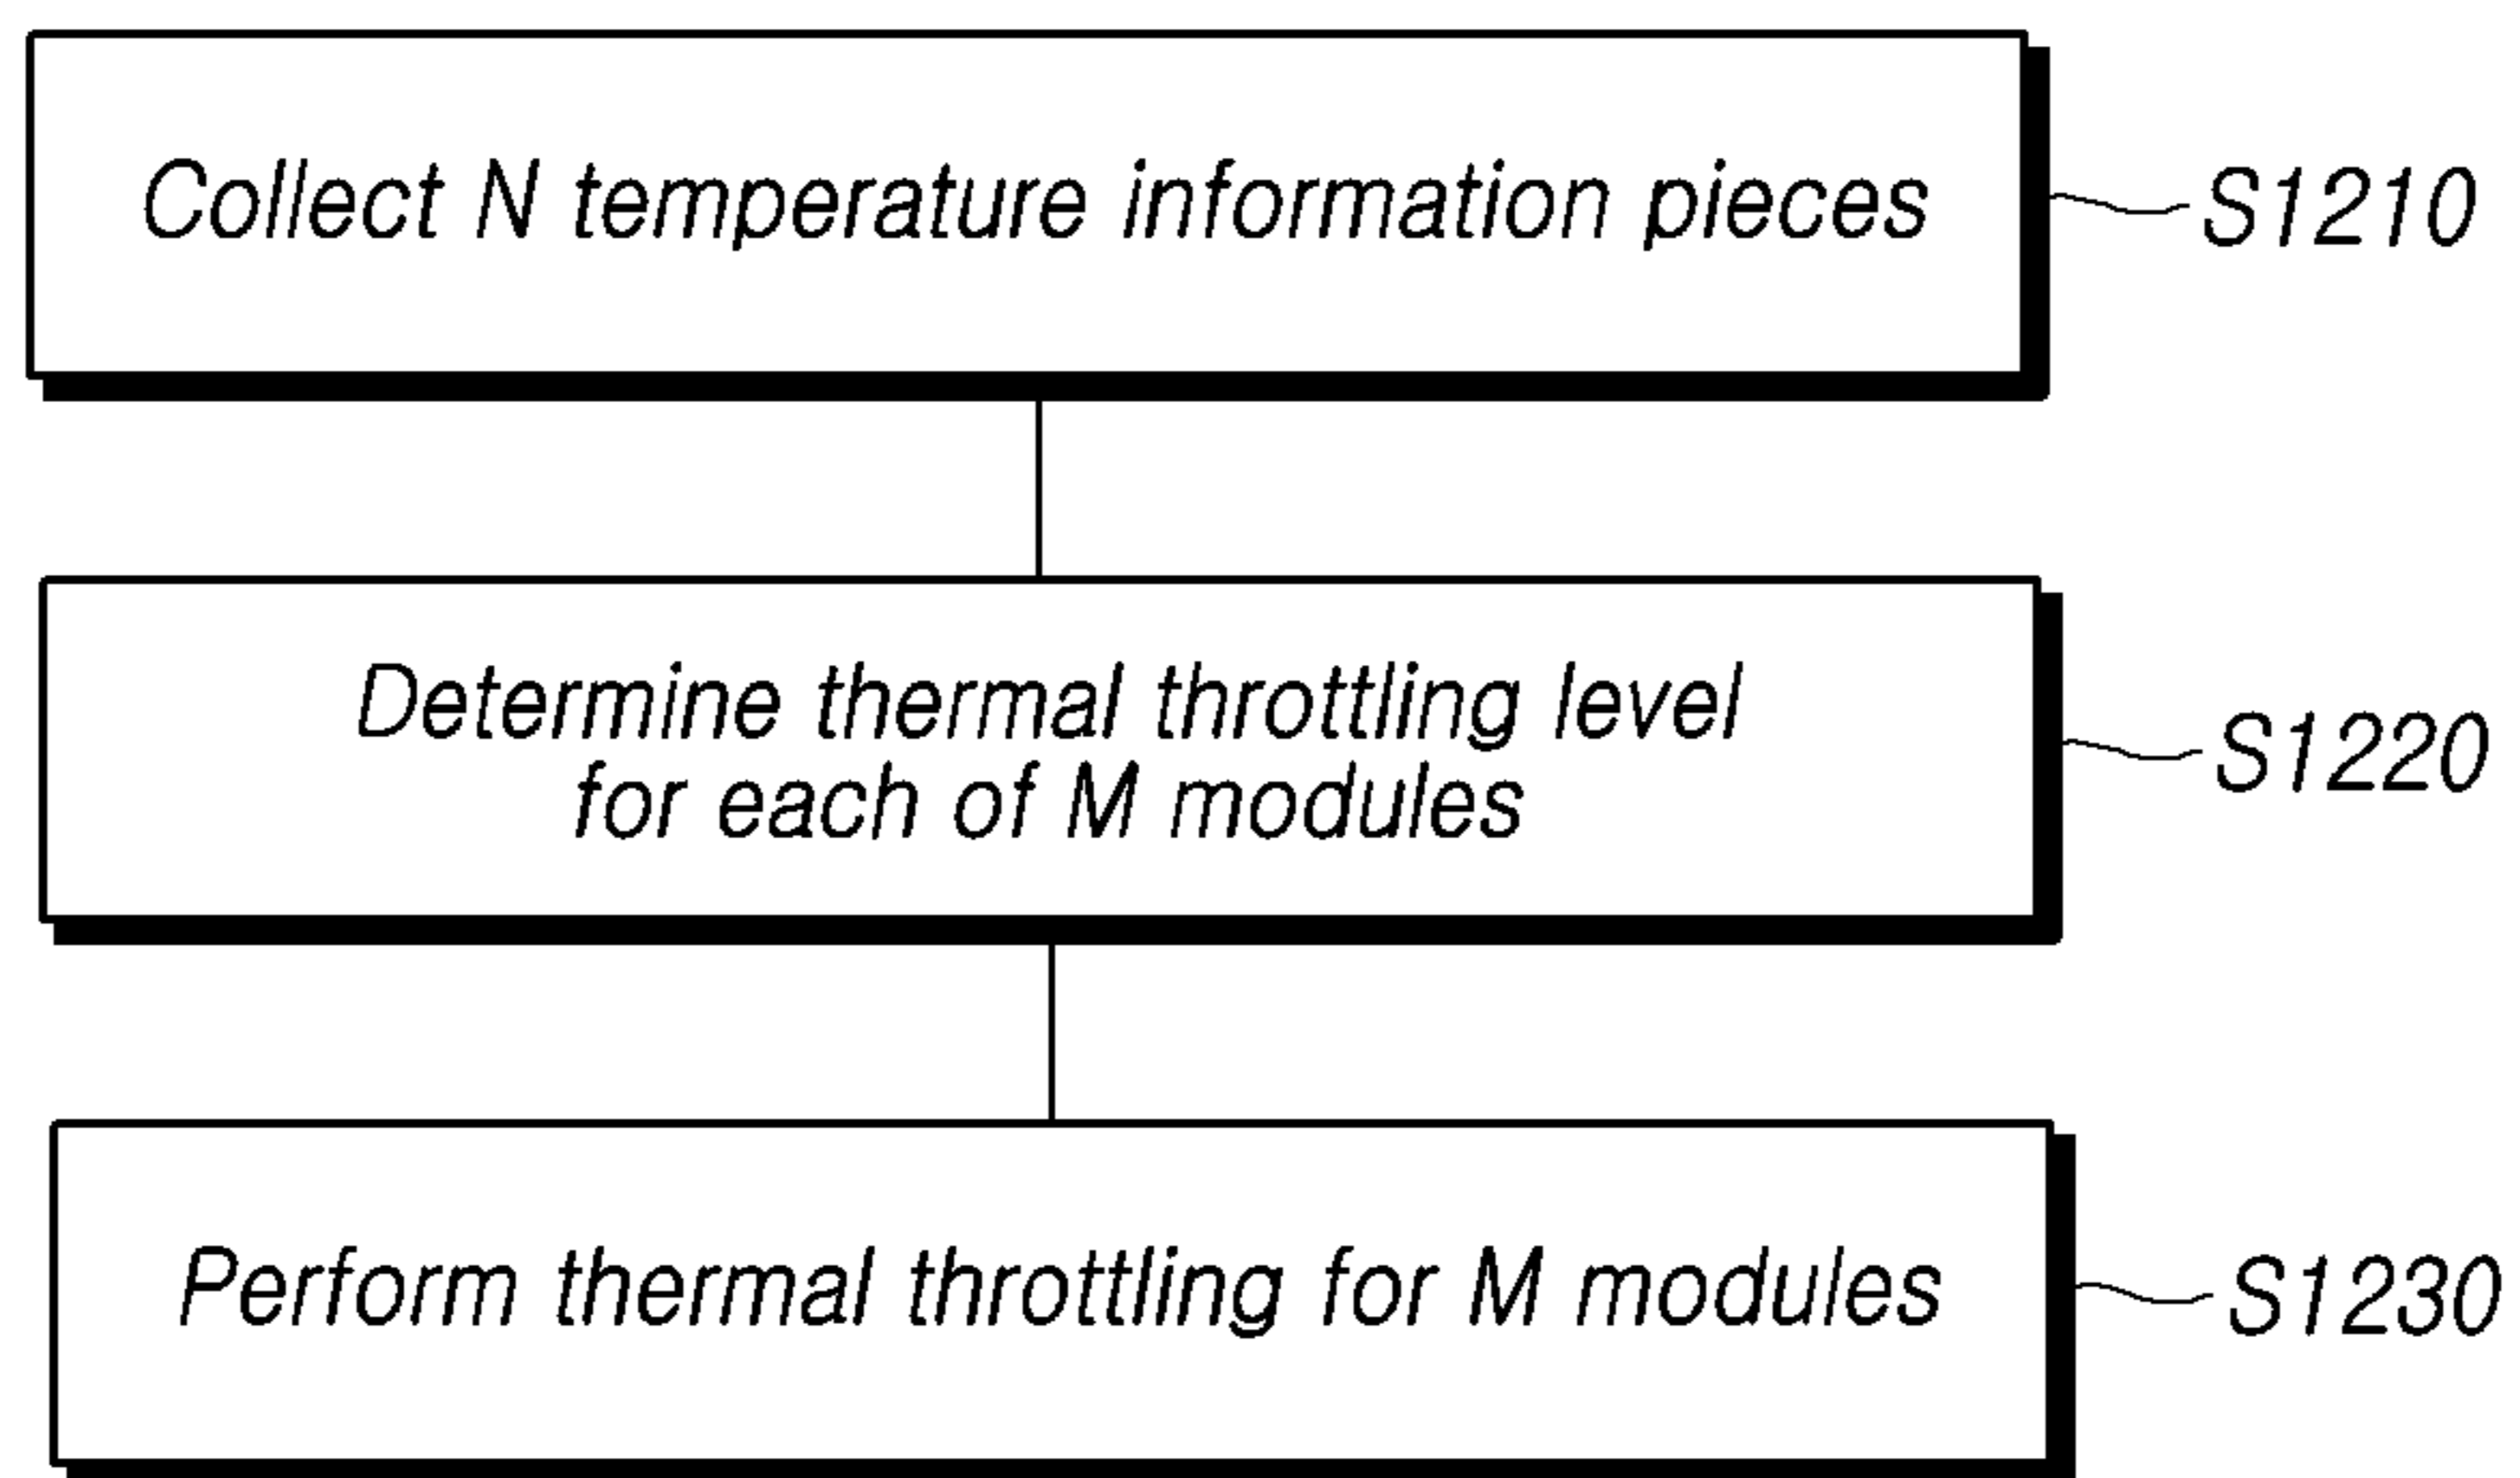 Collect N temperature information pieces
S1210
Determine thermal throttling level
for each of M modules
S1220
Perform thermal throttling for M modules
S1230